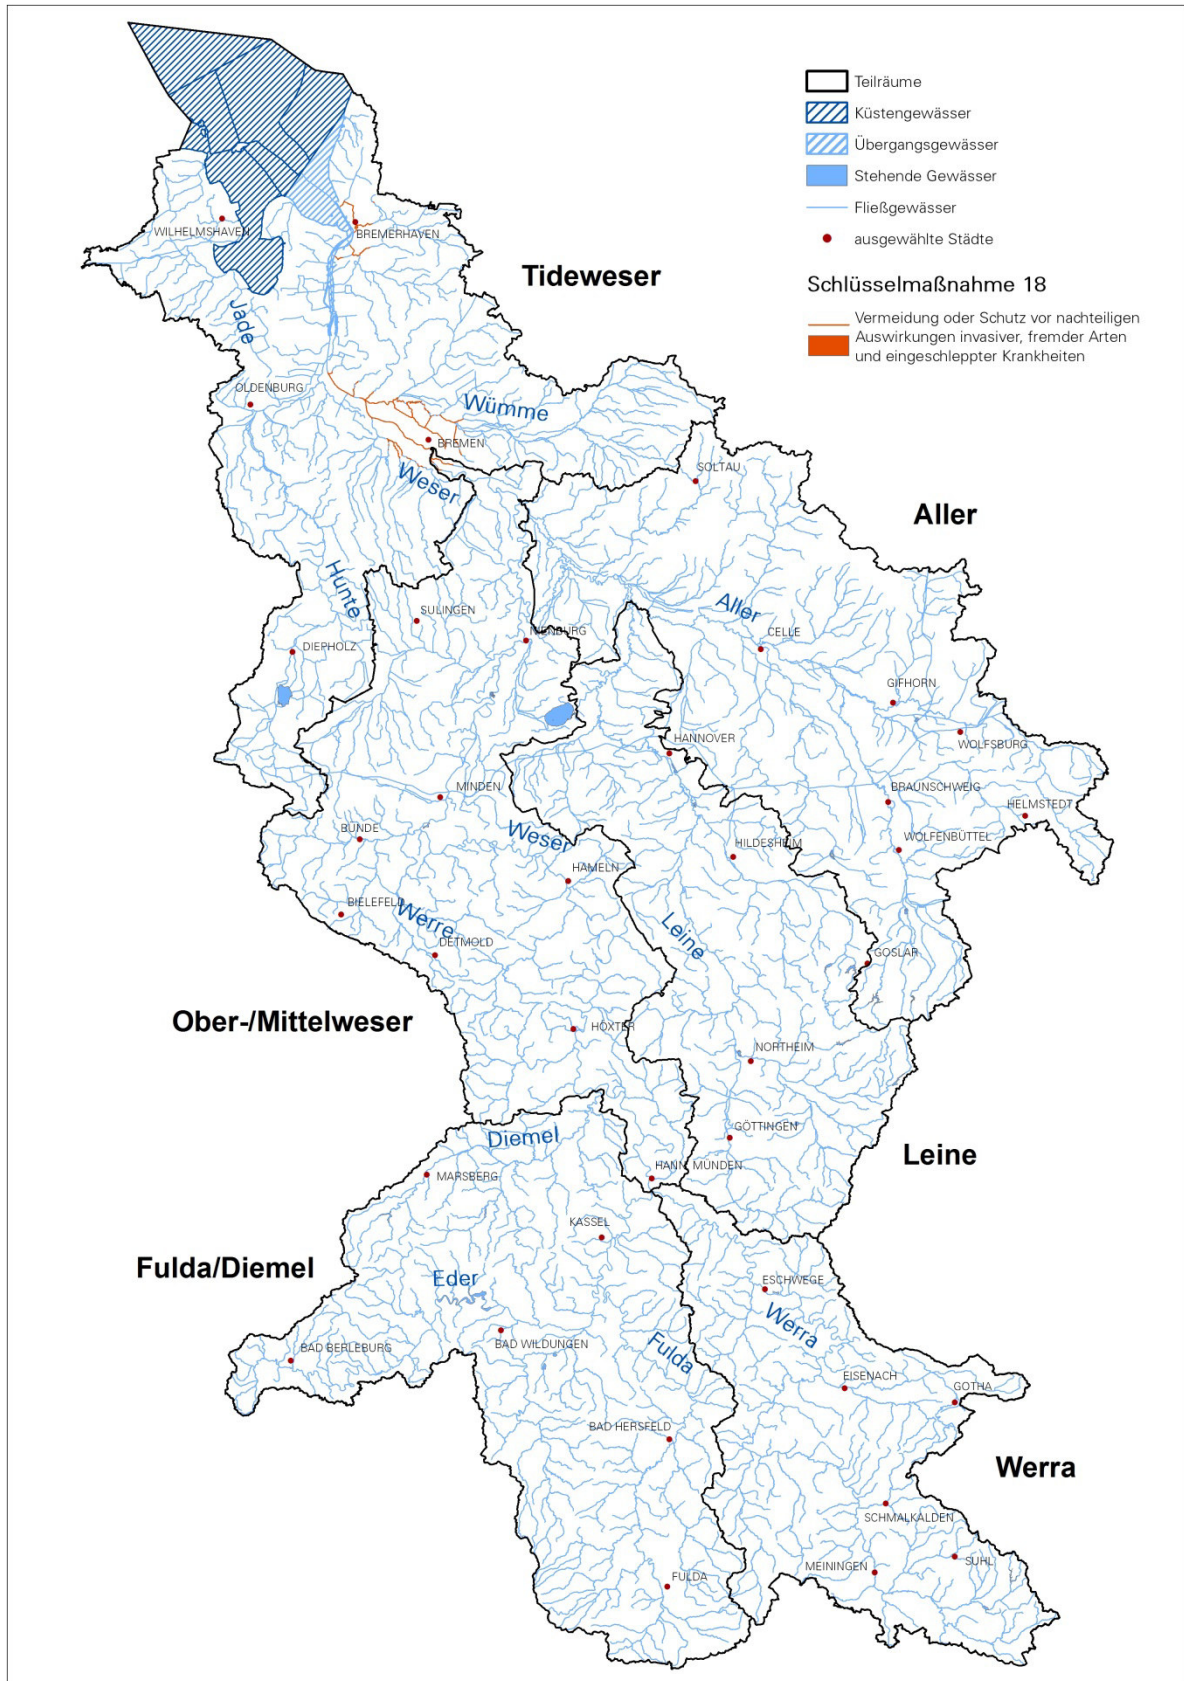 Teilräume
Küstengewässer
Übergangsgewässer
Stehende Gewässer
Fließgewässer
ausgewählte Städte
Schlüsselmaßnahme 18
Vermeidung oder Schutz vor nachteiligen
Auswirkungen invasiver, fremder Arten
und eingeschleppter Krankheiten
WILHELMSHAVEN
BREMERHAVEN
Tideweser
Jade
OLDENBURG
Wümme
BREMEN
Weser
SOLTAU
Aller
Hunte
SULINGEN
Aller
NIENBURG
CELLE
DIEPHOLZ
GIFHORN
HANNOVER
WOLFSBURG
MINDEN
BRAUNSCHWEIG
HELMSTEDT
BÜNDE
Weser
HILDESHEIM
WOLFENBÜTTEL
HAMELN
BIELEFELD
Werre
Leine
DETMOLD
GOSLAR
Ober-/Mittelweser
HÖXTER
NORTHEIM
Diemel
GÖTTINGEN
Leine
MARSBERG
HANN. MÜNDEN
KASSEL
Fulda/Diemel
Eder
ESCHWEGE
Werra
BAD WILDUNGEN
Fulda
BAD BERLEBURG
EISENACH
GOTHA
BAD HERSFELD
Werra
SCHMALKALDEN
MEININGEN
SUHL
FULDA